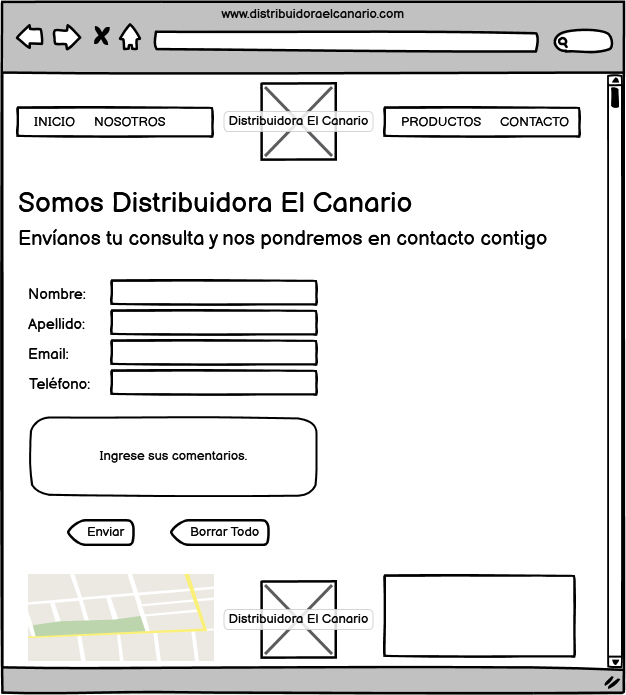 www.distribuidoraelcanario.com
INICIO NOSOTROS Distribuidora El Canario PRODUCTOS CONTACTO
Somos Distribuidora El Canario
Envíanos tu consulta y nos pondremos en contacto contigo
Nombre:
Apellido:
Email:
Teléfono:
Ingrese sus comentarios.
Enviar Borrar Todo
Distribuidora El Canario